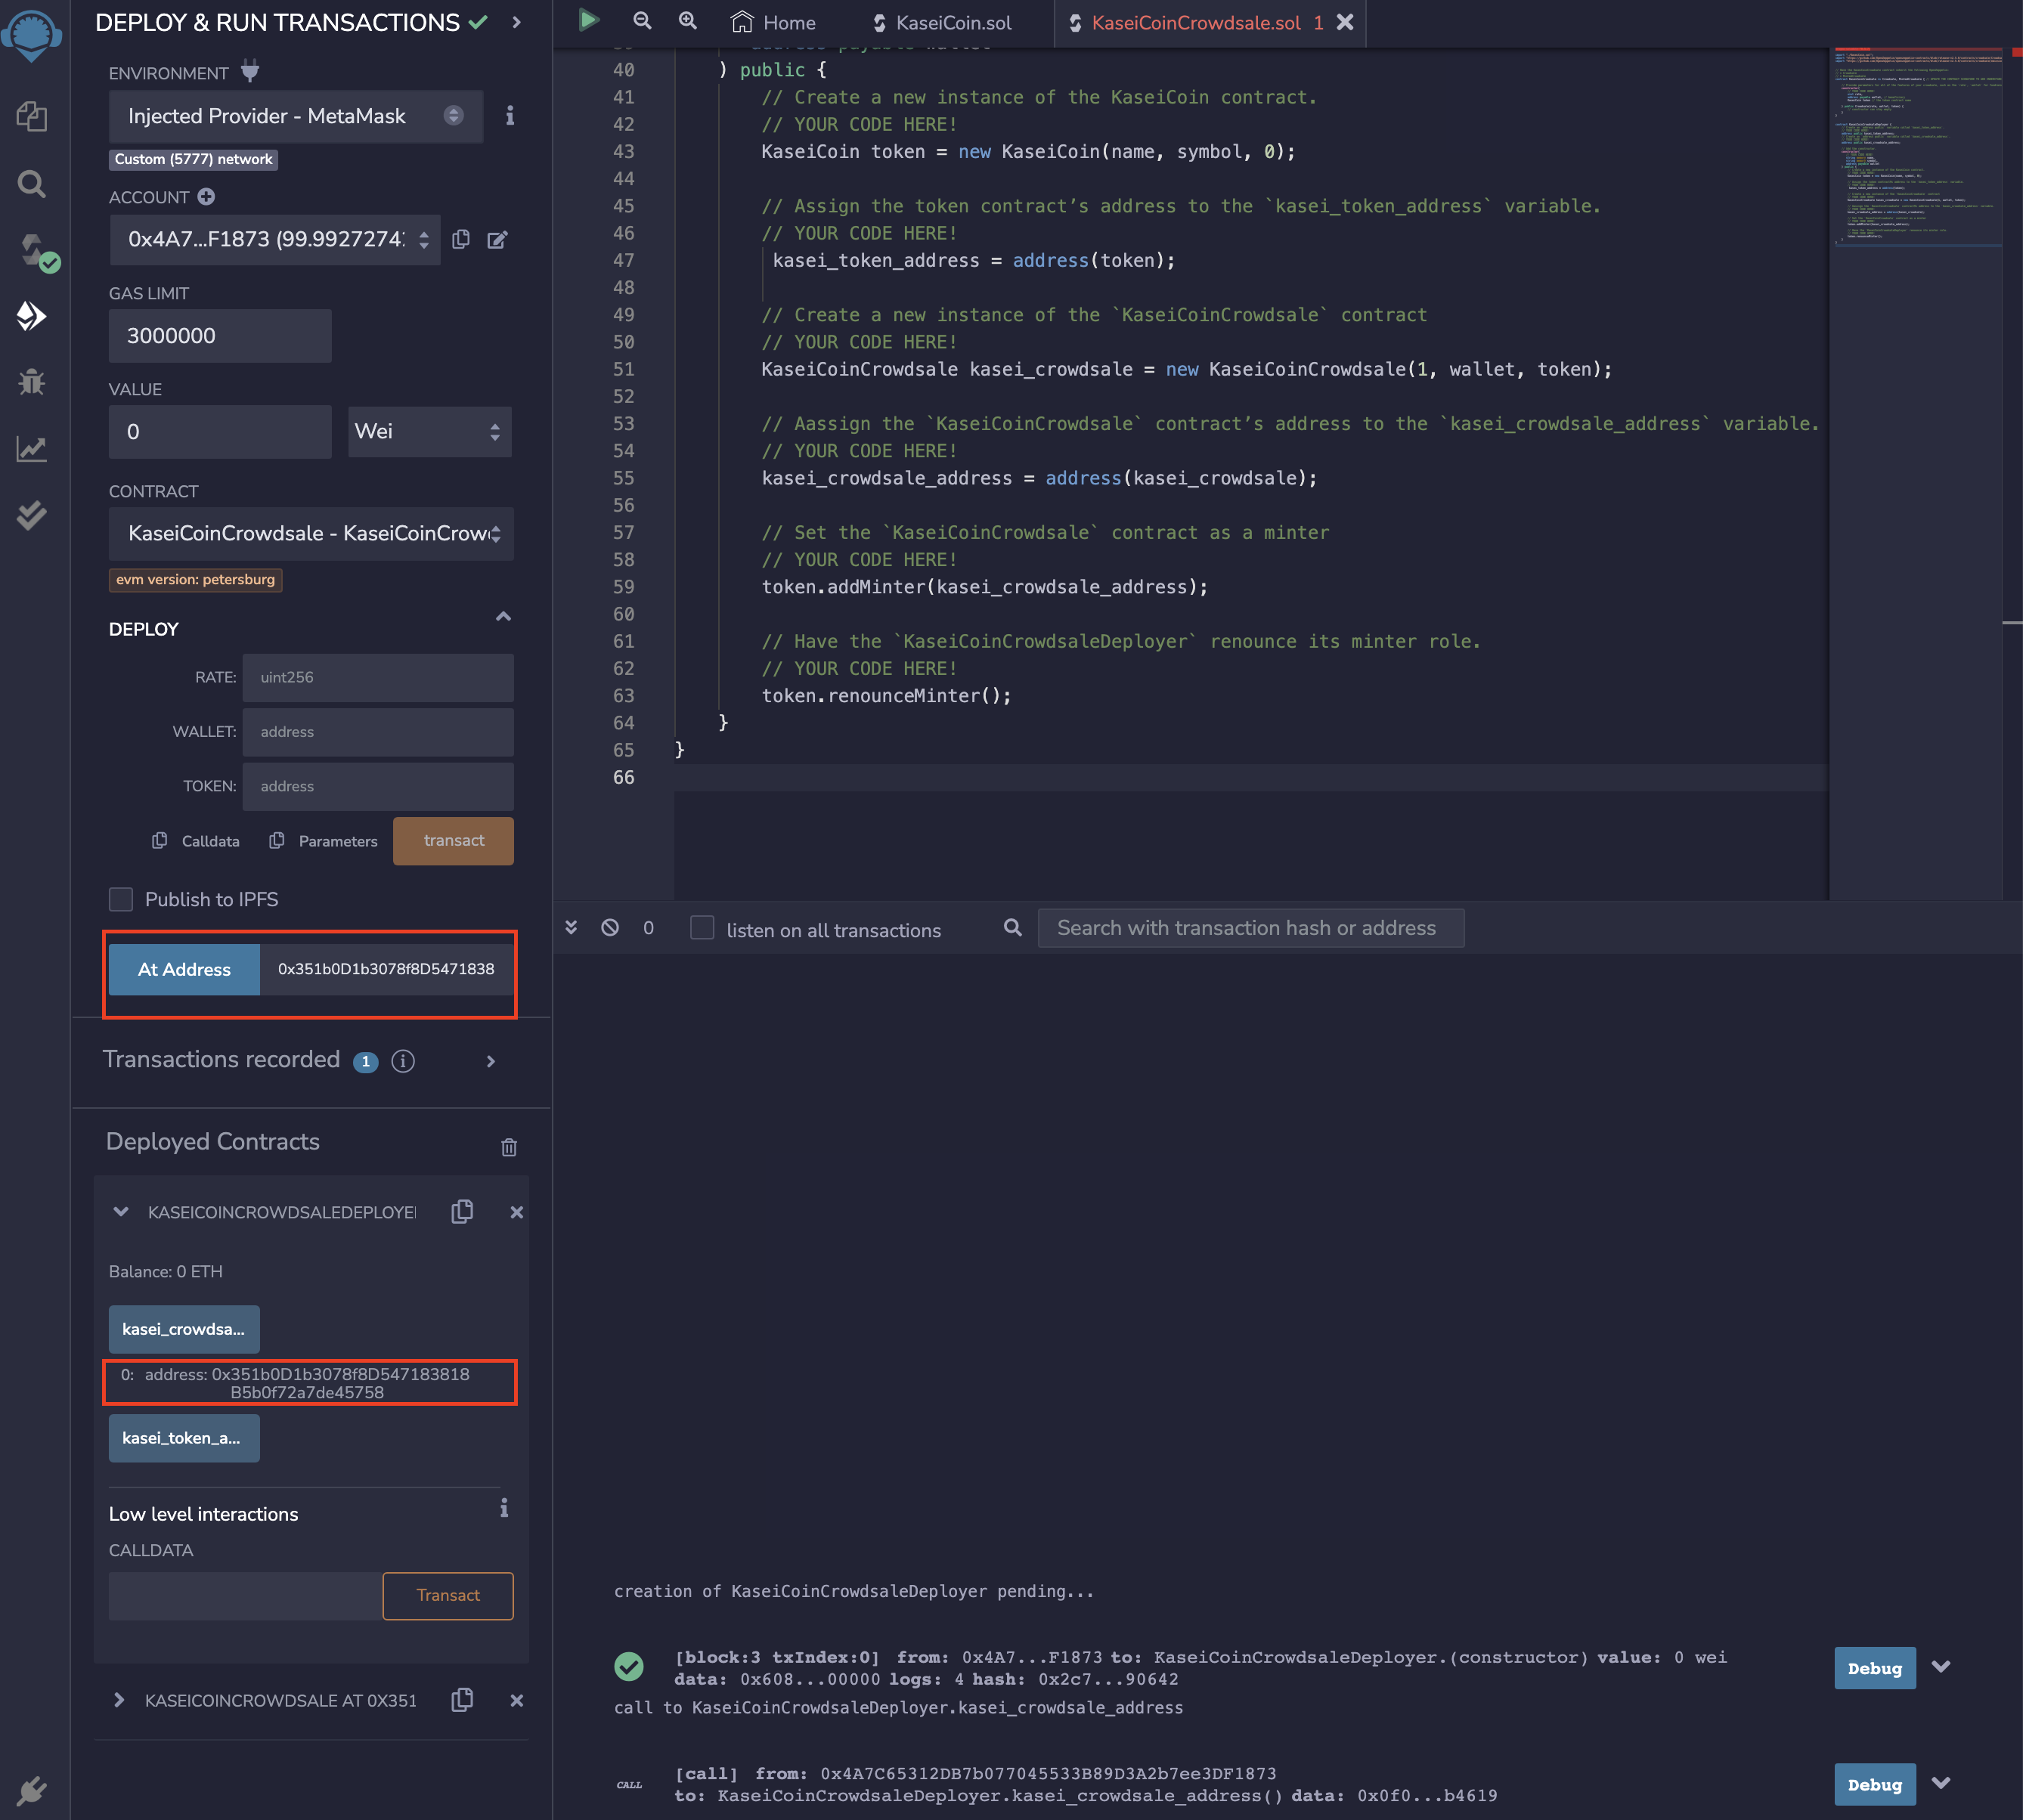 DEPLOY & RUN TRANSACTIONS
ENVIRONMENT
Injected Provider - MetaMask
Custom (5777) network
ACCOUNT
0x4A7...F1873 (99.9927274
GAS LIMIT
3000000
VALUE
0
Wei
CONTRACT
KaseiCoinCrowdsale - KaseiCoinCrow
evm version: petersburg
DEPLOY
RATE: uint256
WALLET: address
TOKEN: address
Calldata Parameters transact
Publish to IPFS
At Address 0x351b0D1b3078f8D5471838
Transactions recorded 1
Deployed Contracts
KASEICOINCROWDSALEDEPLOYE
Balance: 0 ETH
kasei_crowdsa...
0: address: 0x351b0D1b3078f8D547183818
B5b0f72a7de45758
kasei_token_a...
Low level interactions
CALLDATA
Transact
KASEICOINCROWDSALE AT 0X351
Home KaseiCoin.sol KaseiCoinCrowdsale.sol 1
40 ) public {
41 // Create a new instance of the KaseiCoin contract.
42 // YOUR CODE HERE!
43 KaseiCoin token = new KaseiCoin(name, symbol, 0);
44
45 // Assign the token contract’s address to the `kasei_token_address` variable.
46 // YOUR CODE HERE!
47 kasei_token_address = address(token);
48
49 // Create a new instance of the `KaseiCoinCrowdsale` contract
50 // YOUR CODE HERE!
51 KaseiCoinCrowdsale kasei_crowdsale = new KaseiCoinCrowdsale(1, wallet, token);
52
53 // Aassign the `KaseiCoinCrowdsale` contract’s address to the `kasei_crowdsale_address` variable.
54 // YOUR CODE HERE!
55 kasei_crowdsale_address = address(kasei_crowdsale);
56
57 // Set the `KaseiCoinCrowdsale` contract as a minter
58 // YOUR CODE HERE!
59 token.addMinter(kasei_crowdsale_address);
60
61 // Have the `KaseiCoinCrowdsaleDeployer` renounce its minter role.
62 // YOUR CODE HERE!
63 token.renounceMinter();
64 }
65 }
66
0 listen on all transactions Search with transaction hash or address
creation of KaseiCoinCrowdsaleDeployer pending...
[block:3 txIndex:0] from: 0x4A7...F1873 to: KaseiCoinCrowdsaleDeployer.(constructor) value: 0 wei
data: 0x608...00000 logs: 4 hash: 0x2c7...90642
Debug
call to KaseiCoinCrowdsaleDeployer.kasei_crowdsale_address
CALL
[call] from: 0x4A7C65312DB7b077045533B89D3A2b7ee3DF1873
to: KaseiCoinCrowdsaleDeployer.kasei_crowdsale_address() data: 0x0f0...b4619
Debug